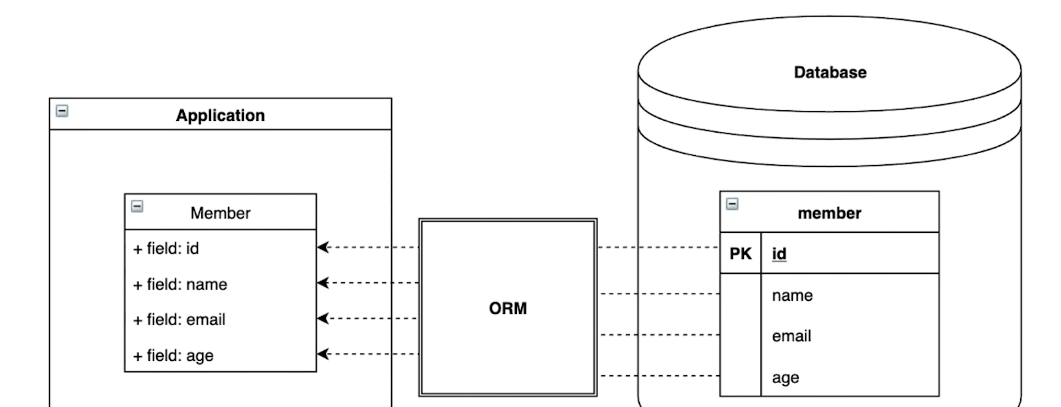 Database
Application
Member
+ field: id
+ field: name
+ field: email
+ field: age
ORM
member
PK id
name
email
age